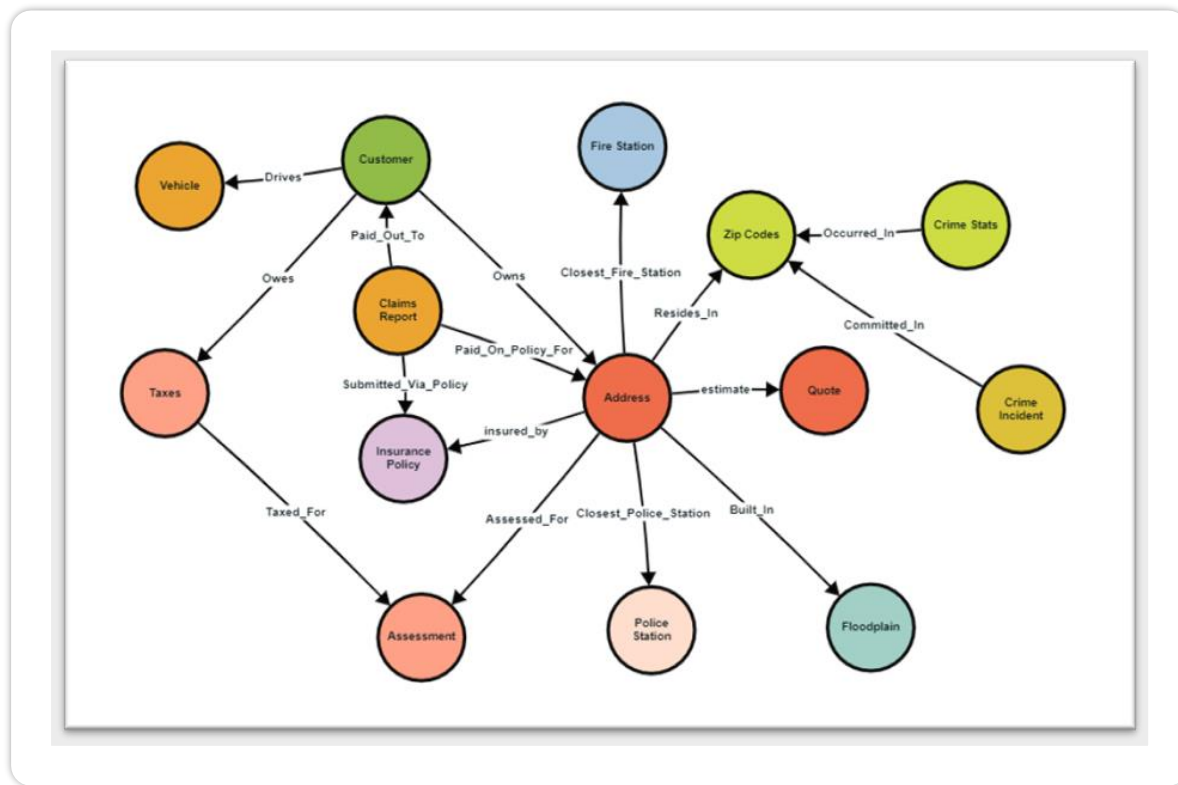 Fire Station
Customer
Vehicle
Drives
Zip Codes
Crime Stats
Occurred_In
Paid_Out_To
Owes
Owns
Closest_Fire_Station
Claims
Report
Resides_In
Committed_In
Paid_On_Policy_For
Submitted_Via_Policy
Taxes
Address
estimate
Quote
Crime
Incident
insured_by
Insurance
Policy
Taxed_For
Assessed_For
Closest_Police_Station
Built_In
Assessment
Police
Station
Floodplain